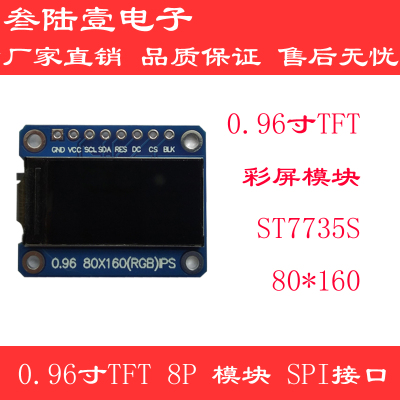 叁陆壹电子
厂家直销 品质保证 售后无忧
0.96寸TFT
彩屏模块
ST7735S
80*160
GND VCC SCL SDA RES DC CS BLK
0.96 80X160(RGB)IPS
0.96寸TFT 8P 模块 SPI接口